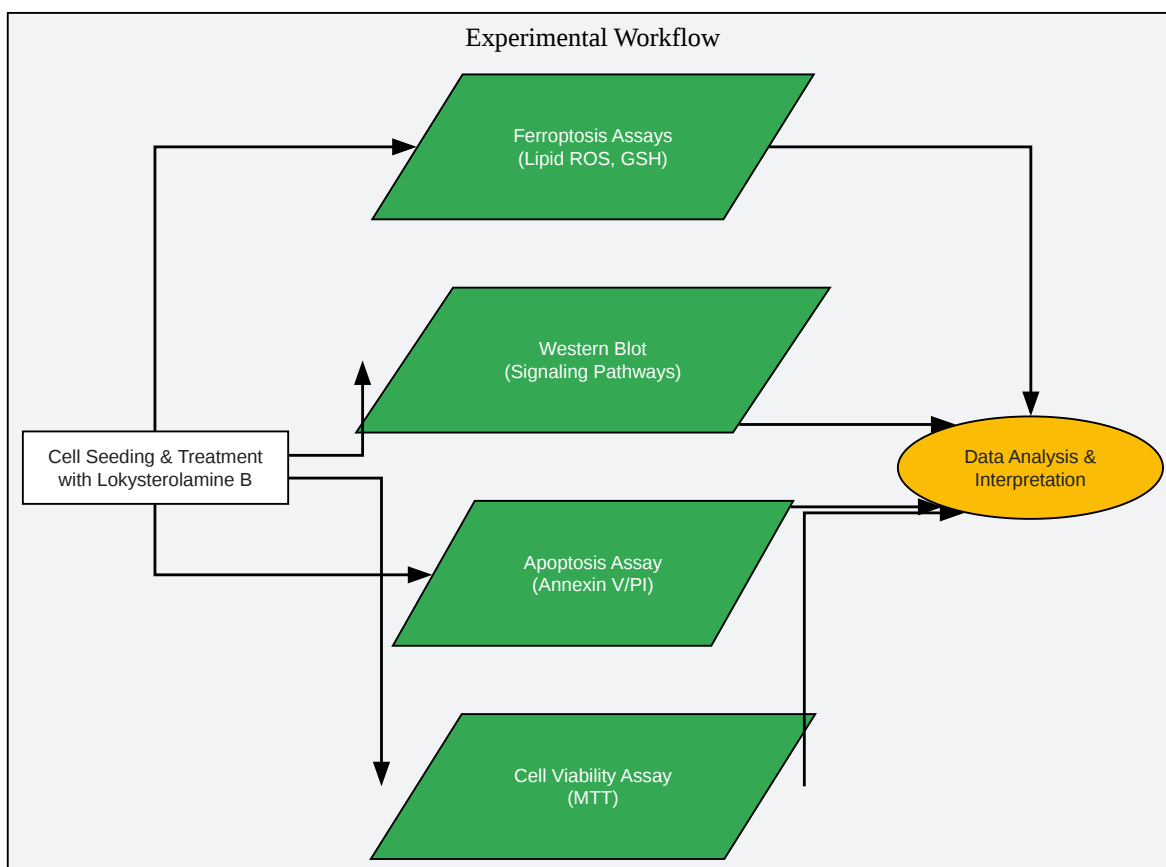 Experimental Workflow
Ferroptosis Assays
(Lipid ROS, GSH)
Western Blot
(Signaling Pathways)
Cell Seeding & Treatment
with Lokysterolamine B
Data Analysis &
Interpretation
Apoptosis Assay
(Annexin V/PI)
Cell Viability Assay
(MTT)